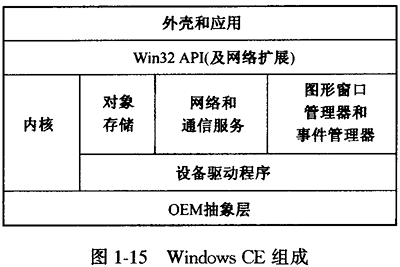 外壳和应用
Win32 API(及网络扩展)
内核
对象
存储
网络和
通信服务
图形窗口
管理器和
事件管理器
设备驱动程序
OEM抽象层
图 1-15 Windows CE 组成